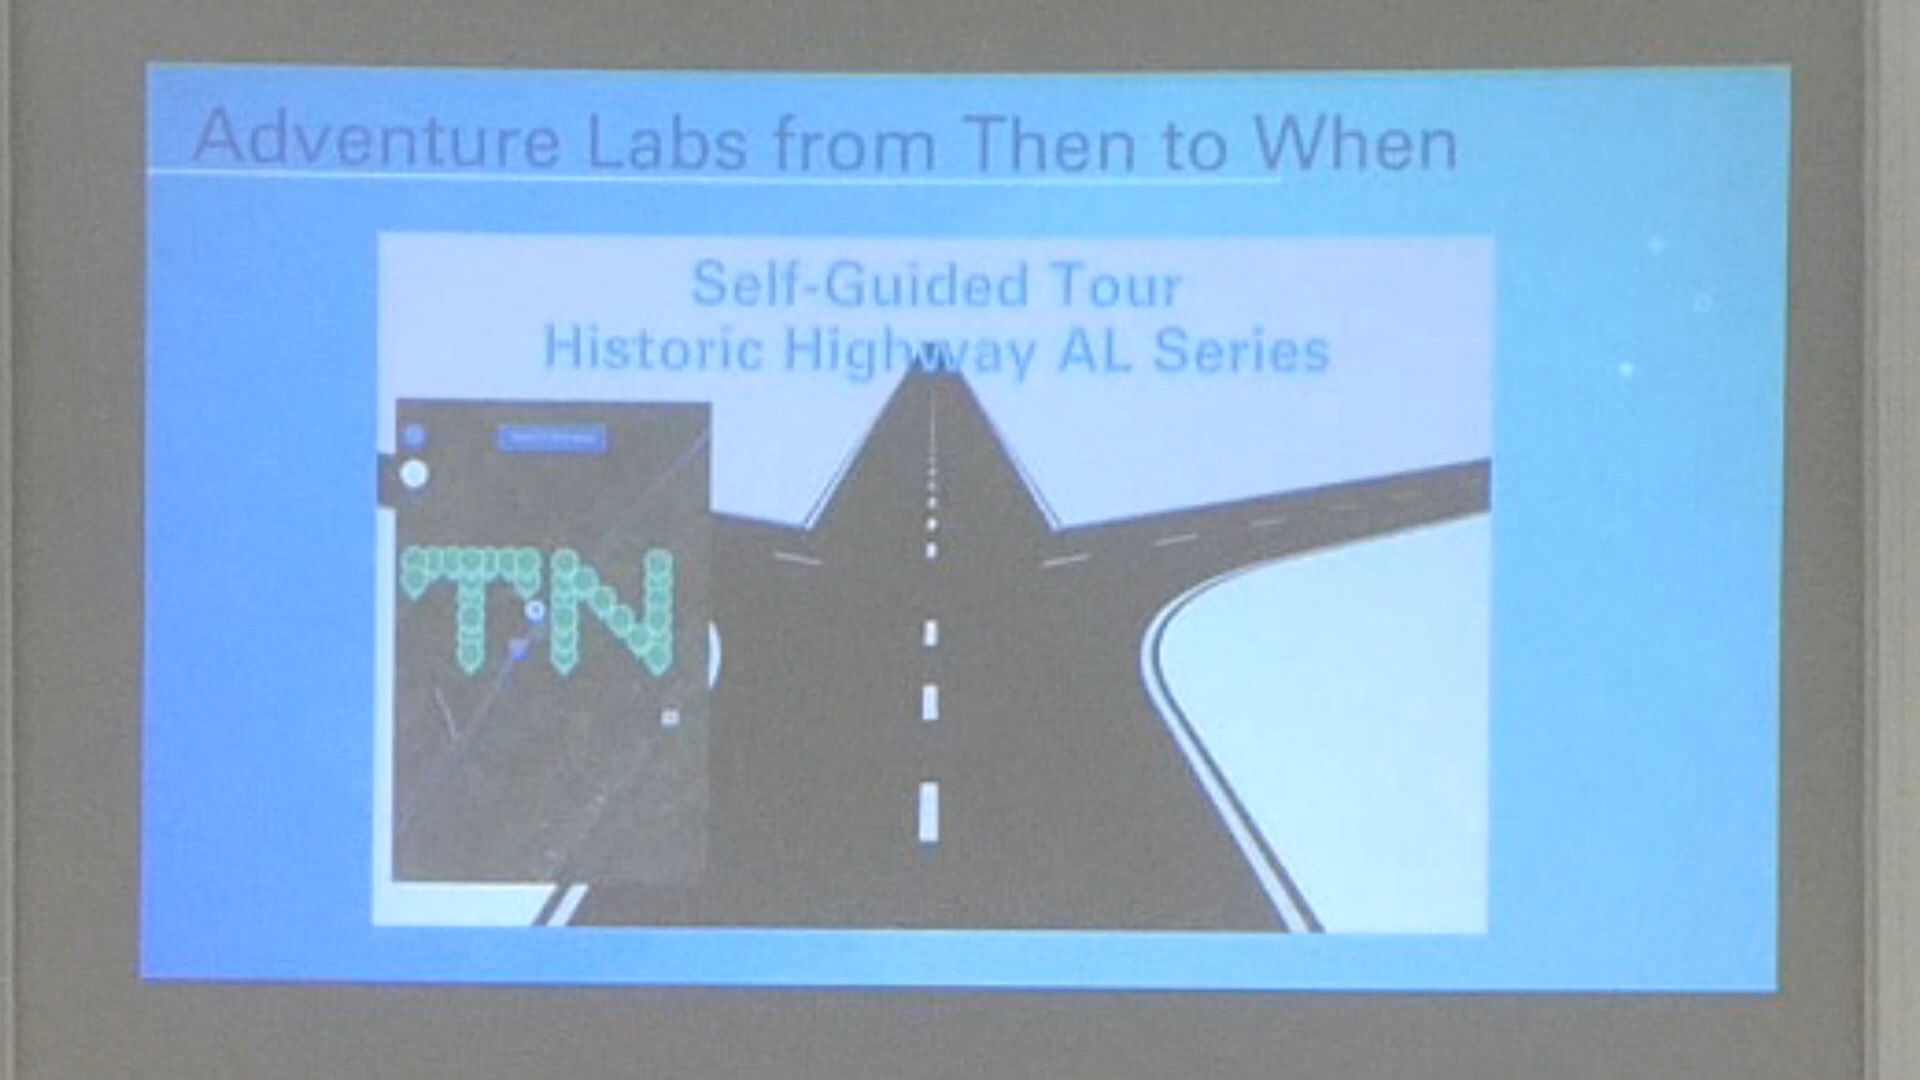 Adventure Labs from Then to When
Self-Guided Tour
Historic Highway AL Series
TN